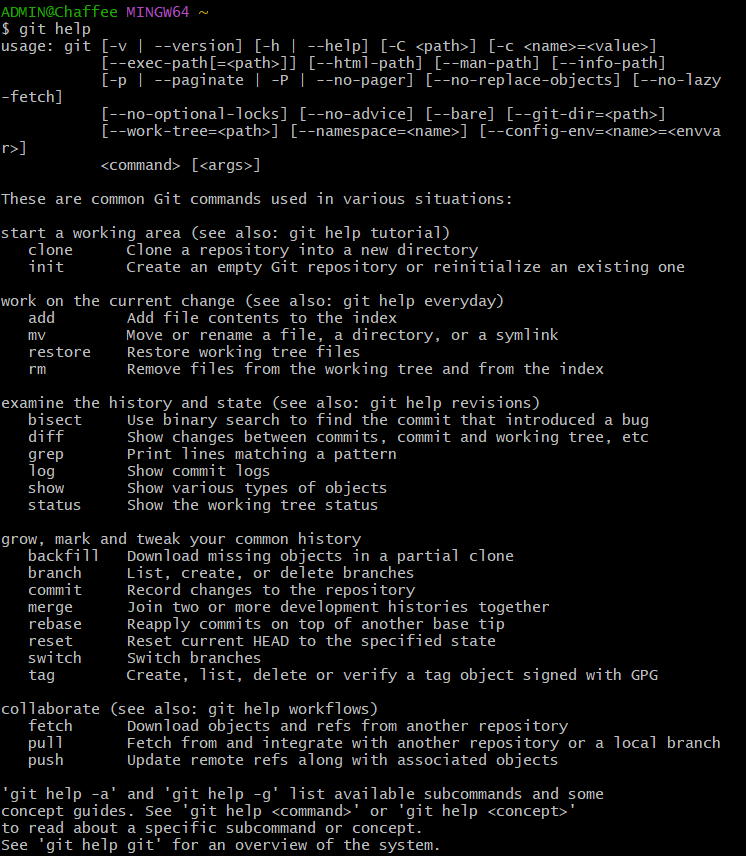 ADMIN@Chaffee MINGW64 ~
$ git help
usage: git [-v | --version] [-h | --help] [-C <path>] [-c <name>=<value>]
           [--exec-path[=<path>]] [--html-path] [--man-path] [--info-path]
           [-p | --paginate | -P | --no-pager] [--no-replace-objects] [--no-lazy
-fetch]
           [--no-optional-locks] [--no-advice] [--bare] [--git-dir=<path>]
           [--work-tree=<path>] [--namespace=<name>] [--config-env=<name>=<envva
r>]
           <command> [<args>]

These are common Git commands used in various situations:

start a working area (see also: git help tutorial)
   clone      Clone a repository into a new directory
   init       Create an empty Git repository or reinitialize an existing one

work on the current change (see also: git help everyday)
   add        Add file contents to the index
   mv         Move or rename a file, a directory, or a symlink
   restore    Restore working tree files
   rm         Remove files from the working tree and from the index

examine the history and state (see also: git help revisions)
   bisect     Use binary search to find the commit that introduced a bug
   diff       Show changes between commits, commit and working tree, etc
   grep       Print lines matching a pattern
   log        Show commit logs
   show       Show various types of objects
   status     Show the working tree status

grow, mark and tweak your common history
   backfill   Download missing objects in a partial clone
   branch     List, create, or delete branches
   commit     Record changes to the repository
   merge      Join two or more development histories together
   rebase     Reapply commits on top of another base tip
   reset      Reset current HEAD to the specified state
   switch     Switch branches
   tag        Create, list, delete or verify a tag object signed with GPG

collaborate (see also: git help workflows)
   fetch      Download objects and refs from another repository
   pull       Fetch from and integrate with another repository or a local branch
   push       Update remote refs along with associated objects

'git help -a' and 'git help -g' list available subcommands and some
concept guides. See 'git help <command>' or 'git help <concept>'
to read about a specific subcommand or concept.
See 'git help git' for an overview of the system.